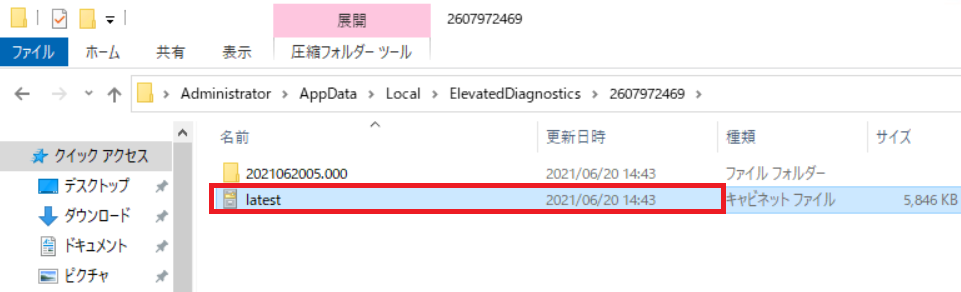 展開
2607972469
ファイル
ホーム
共有
表示
圧縮フォルダー ツール
Administrator
AppData
Local
ElevatedDiagnostics
2607972469
名前
更新日時
種類
サイズ
クイック アクセス
2021062005.000
2021/06/20 14:43
ファイル フォルダー
デスクトップ
latest
2021/06/20 14:43
キャビネット ファイル
5,846 KB
ダウンロード
ドキュメント
ピクチャ